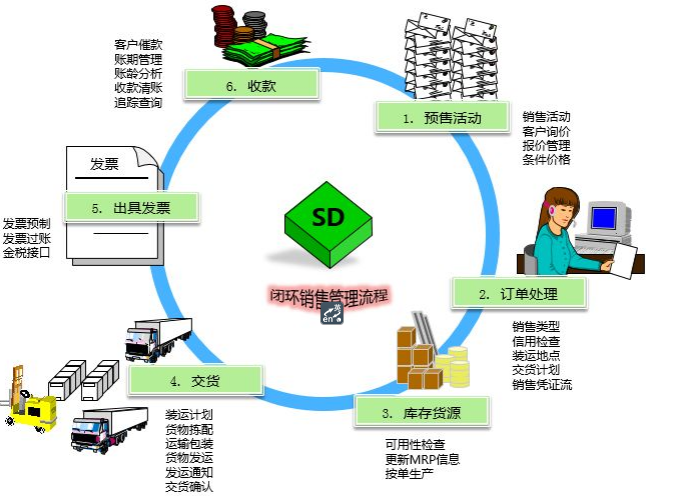 客户催款
账期管理
账龄分析
收款清账
追踪查询
6. 收款
1. 预售活动
销售活动
客户询价
报价管理
条件价格
发票
5. 出具发票
发票预制
发票过账
金税接口
SD
闭环销售管理流程
en
英
2. 订单处理
销售类型
信用检查
装运地点
交货计划
销售凭证流
4. 交货
装运计划
货物拣配
运输包装
货物发运
发运通知
交货确认
3. 库存货源
可用性检查
更新MRP信息
按单生产